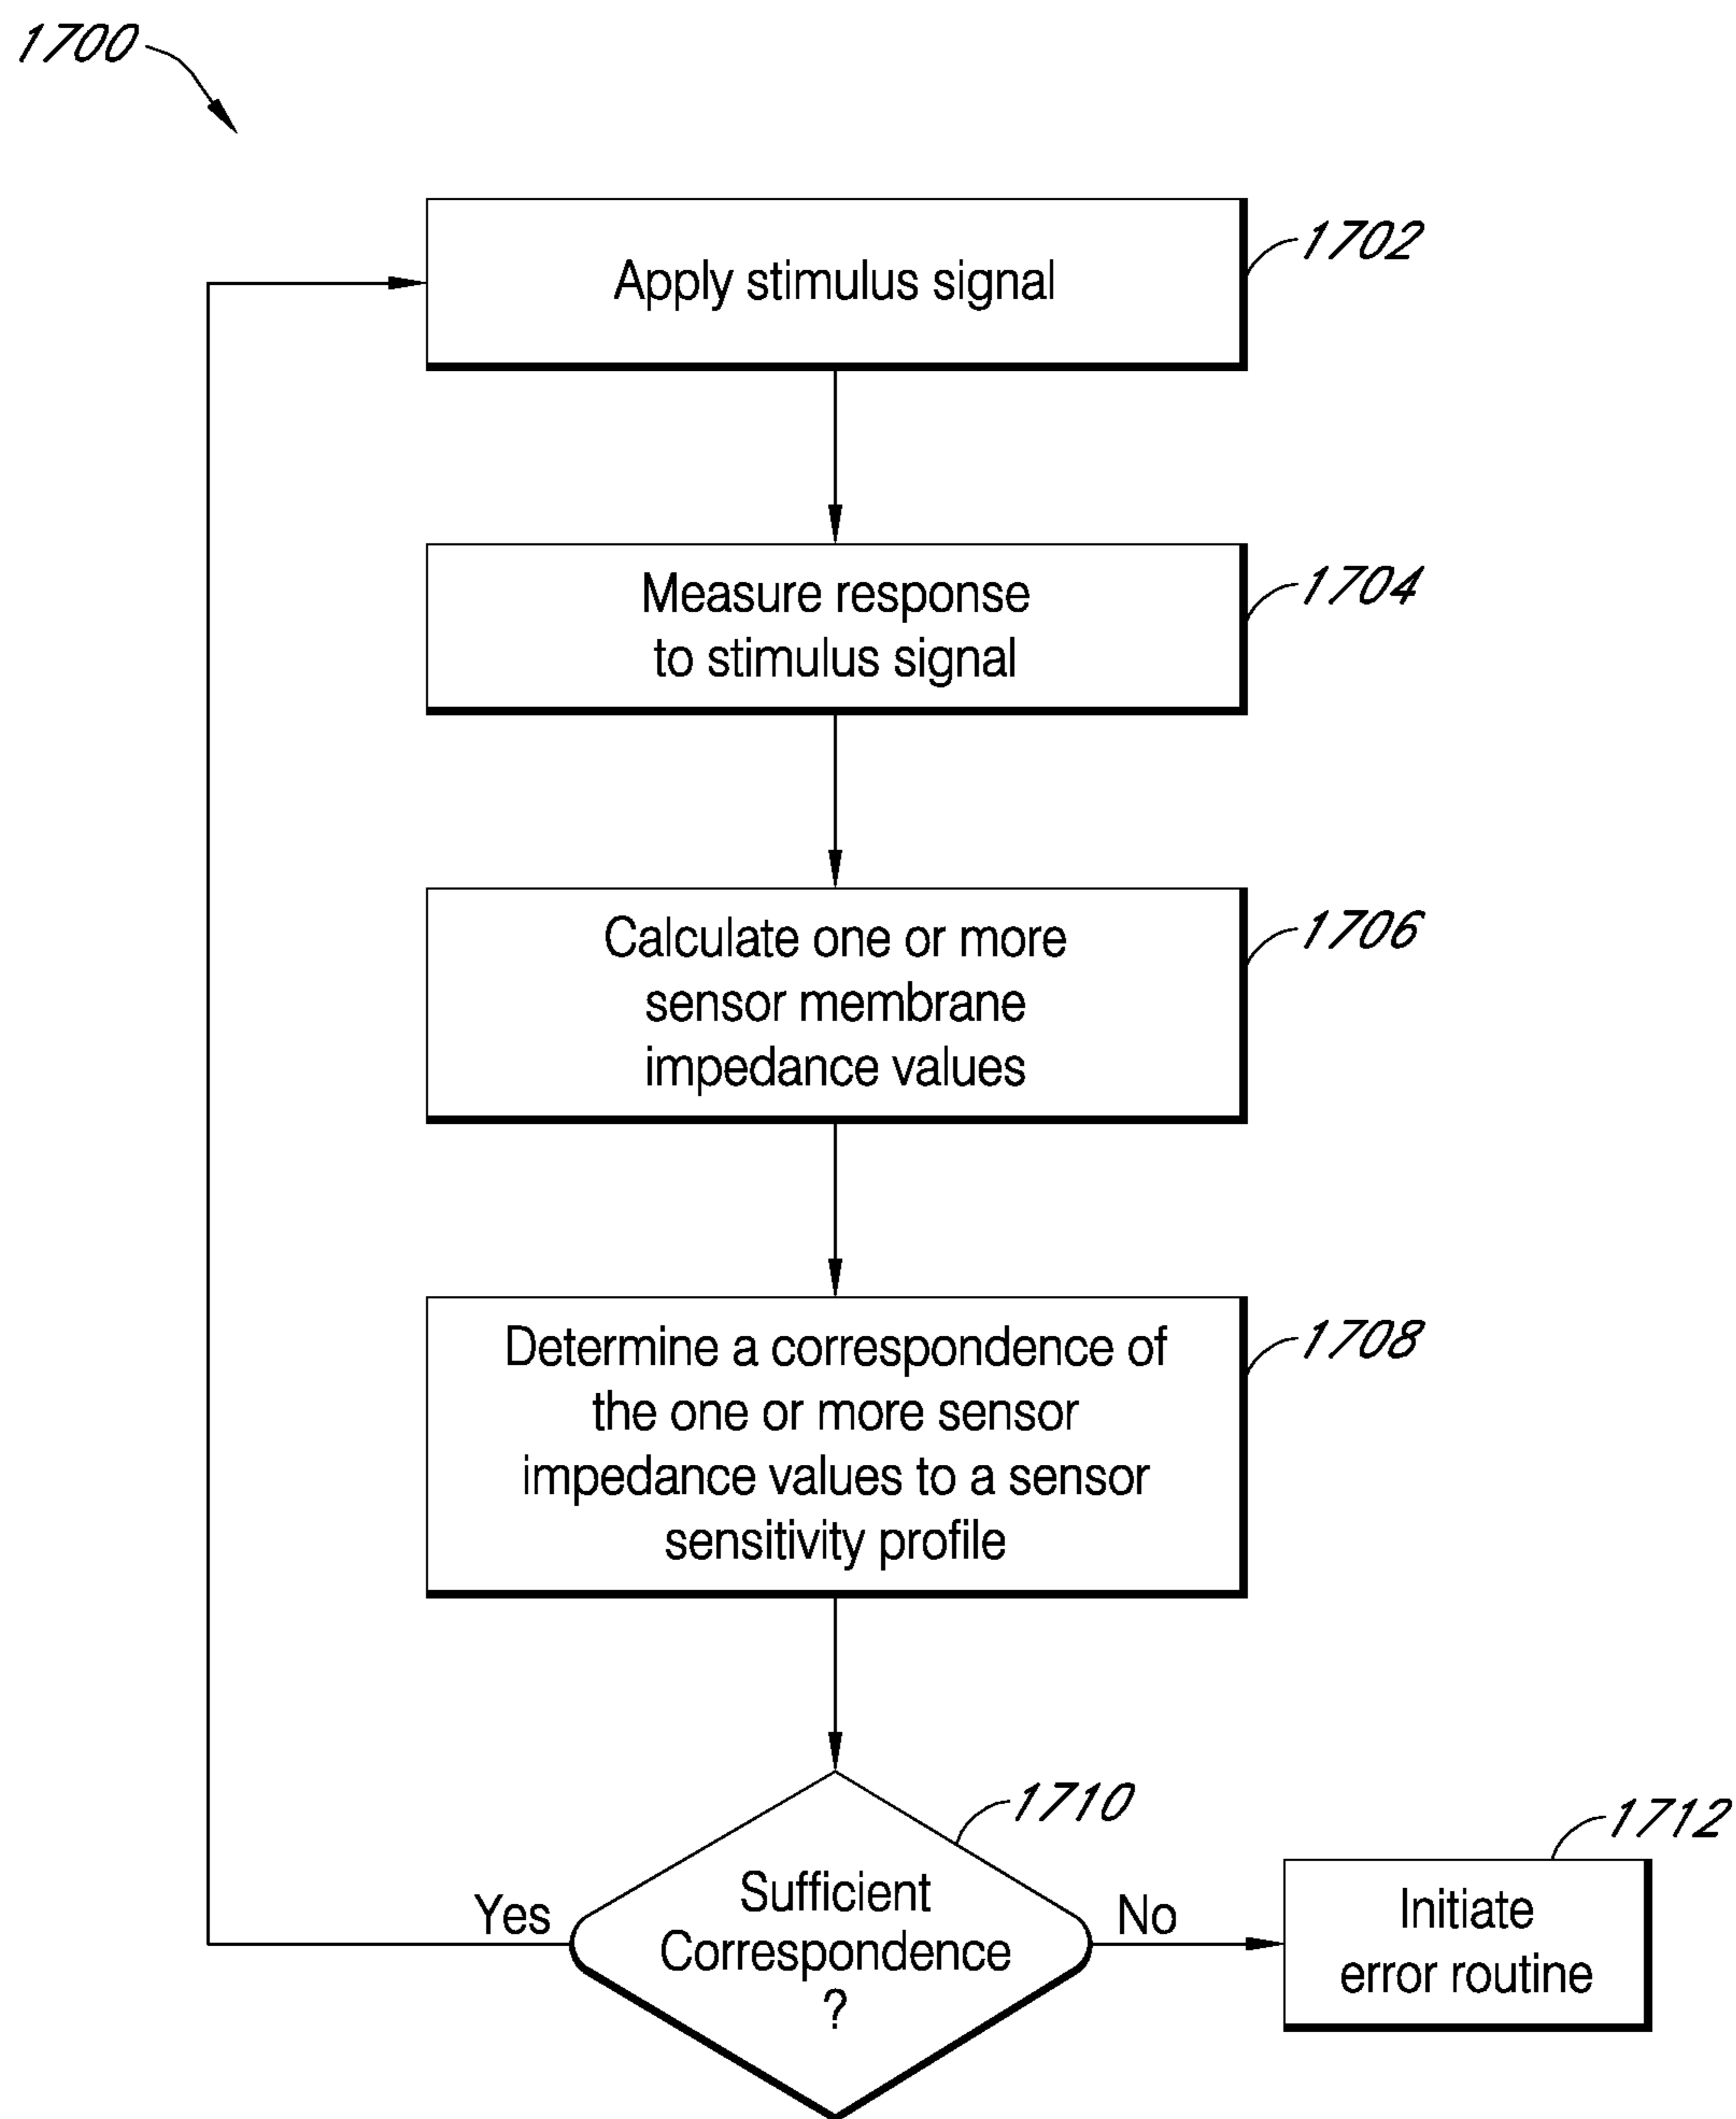 1700
Apply stimulus signal
1702
Measure response
to stimulus signal
1704
Calculate one or more
sensor membrane
impedance values
1706
Determine a correspondence of
the one or more sensor
impedance values to a sensor
sensitivity profile
1708
Sufficient
Correspondence
?
1710
Yes
No
Initiate
error routine
1712